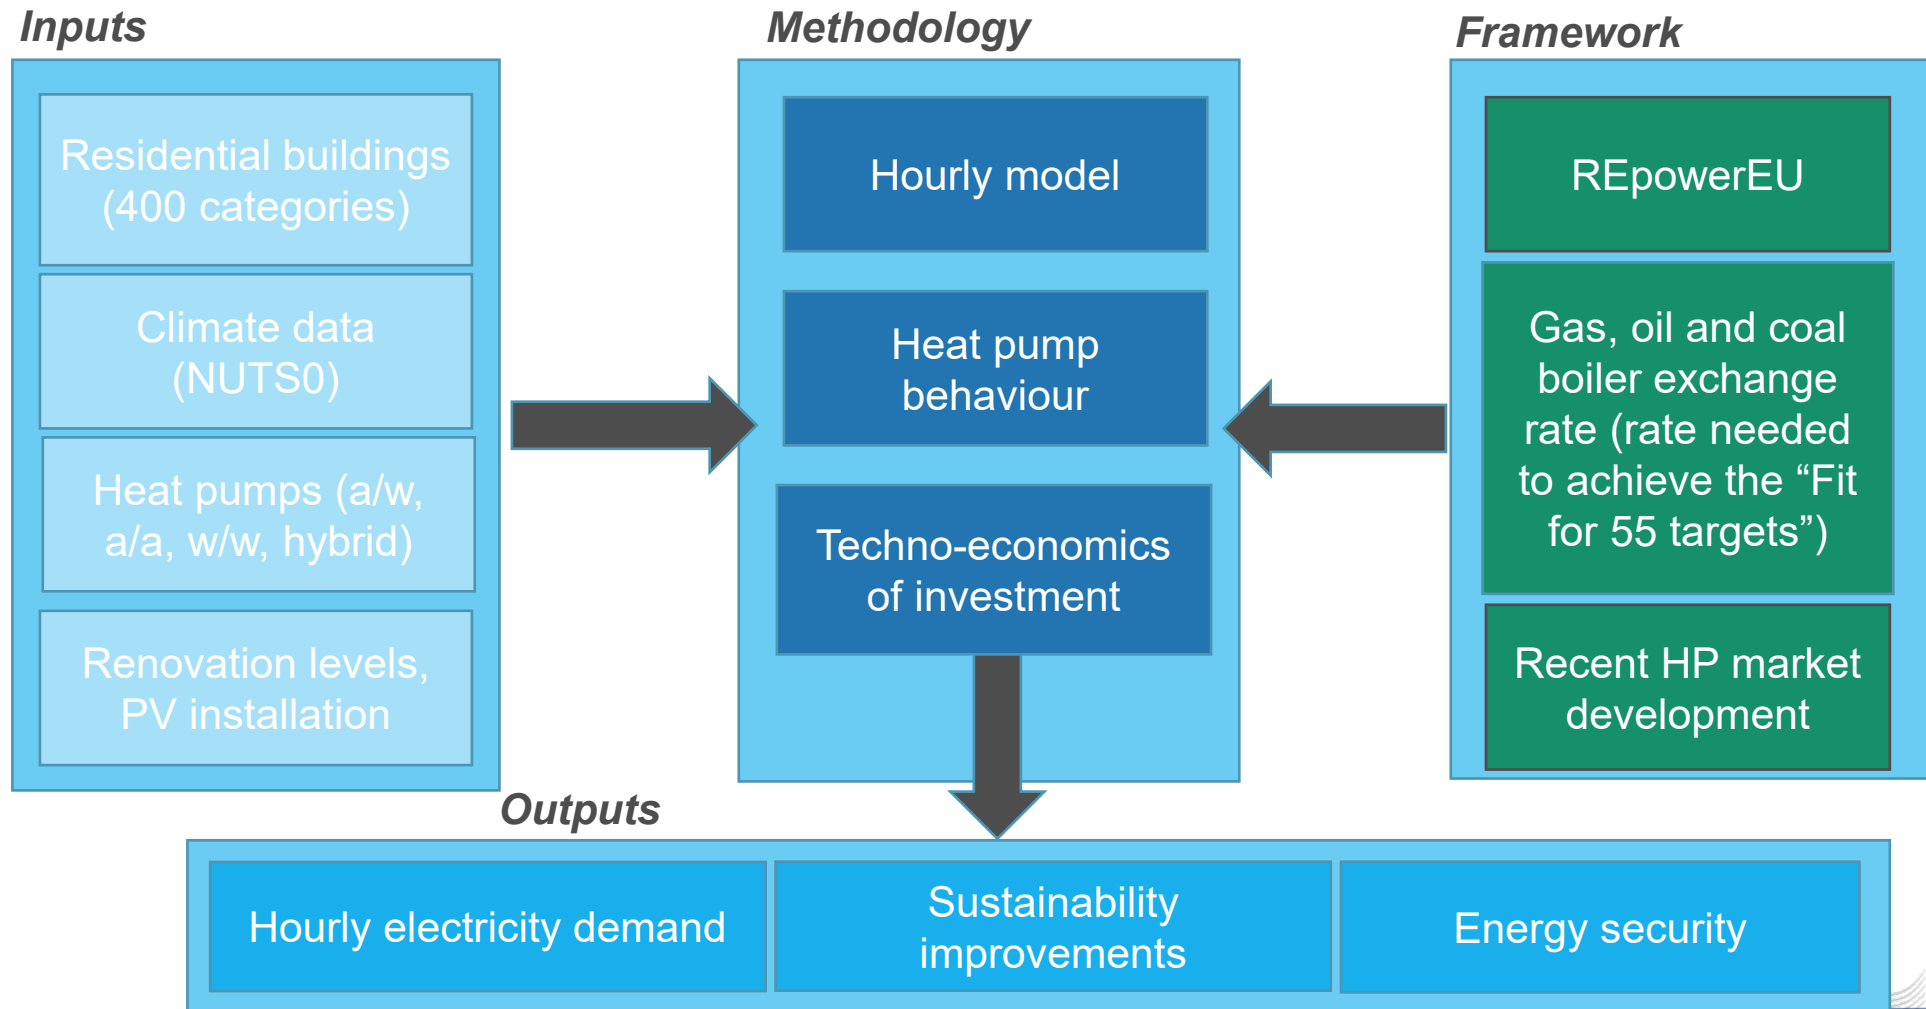 Inputs
Residential buildings
(400 categories)
Climate data
(NUTS0)
Heat pumps (a/w,
a/a, w/w, hybrid)
Renovation levels,
PV installation
Methodology
Hourly model
Heat pump
behaviour
Techno-economics
of investment
Framework
REpowerEU
Gas, oil and coal
boiler exchange
rate (rate needed
to achieve the “Fit
for 55 targets”)
Recent HP market
development
Outputs
Hourly electricity demand
Sustainability
improvements
Energy security